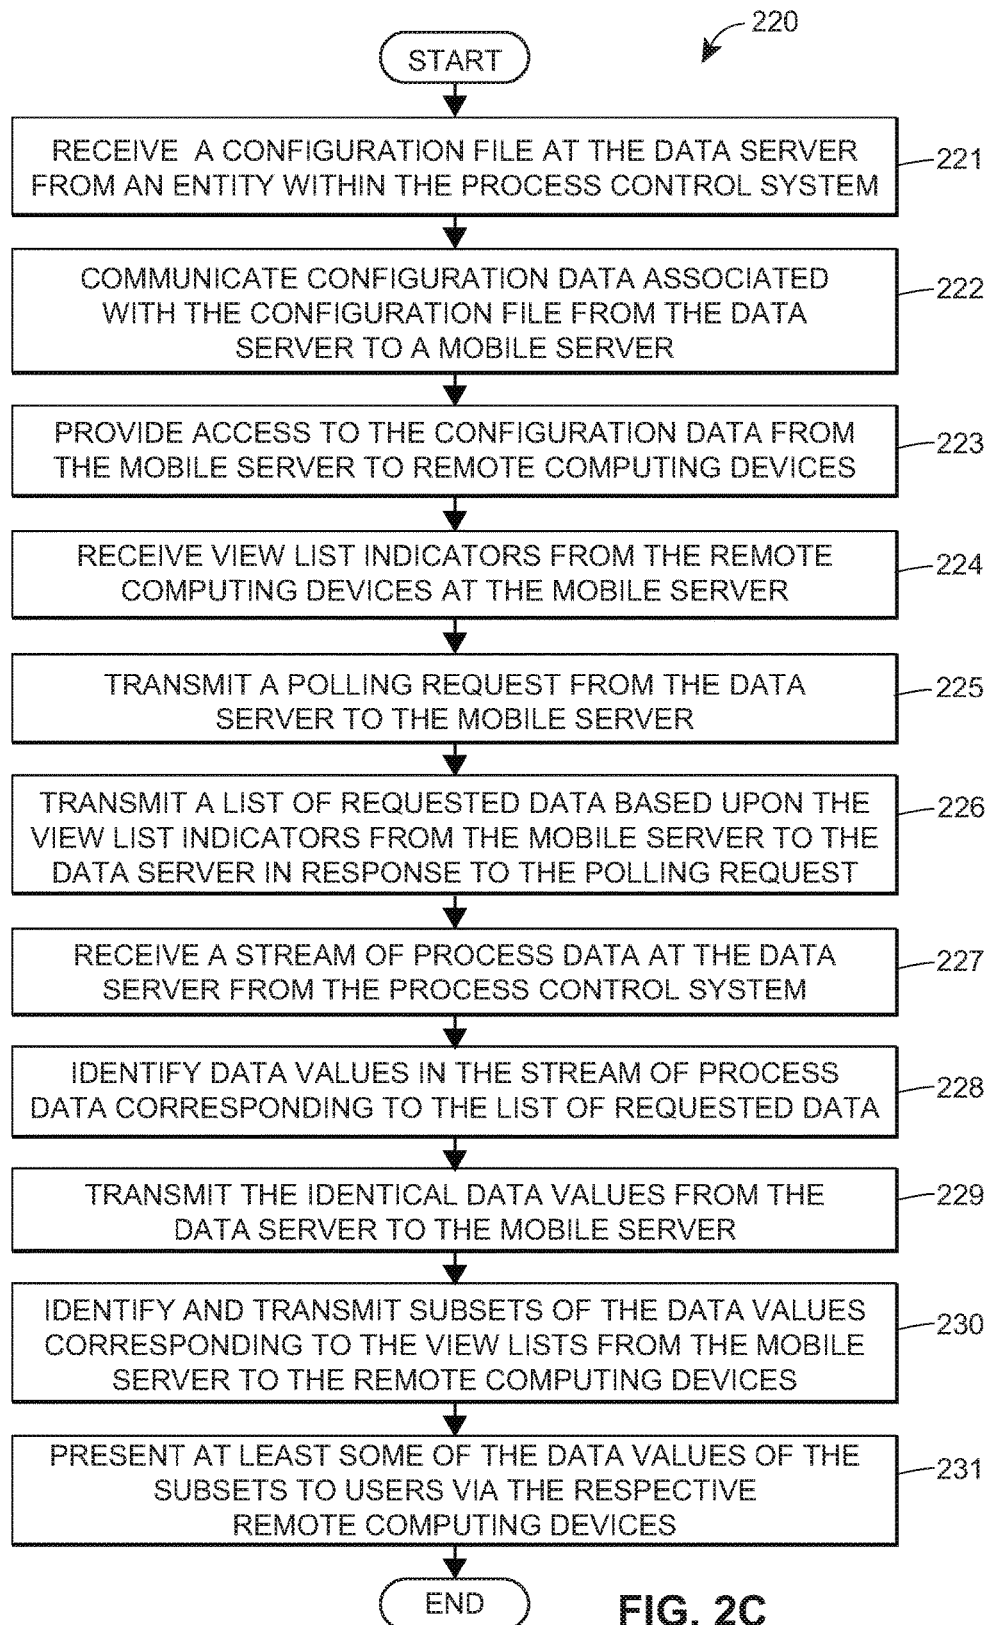 220
START
RECEIVE A CONFIGURATION FILE AT THE DATA SERVER
FROM AN ENTITY WITHIN THE PROCESS CONTROL SYSTEM
221
COMMUNICATE CONFIGURATION DATA ASSOCIATED
WITH THE CONFIGURATION FILE FROM THE DATA
SERVER TO A MOBILE SERVER
222
PROVIDE ACCESS TO THE CONFIGURATION DATA FROM
THE MOBILE SERVER TO REMOTE COMPUTING DEVICES
223
RECEIVE VIEW LIST INDICATORS FROM THE REMOTE
COMPUTING DEVICES AT THE MOBILE SERVER
224
TRANSMIT A POLLING REQUEST FROM THE DATA
SERVER TO THE MOBILE SERVER
225
TRANSMIT A LIST OF REQUESTED DATA BASED UPON THE
VIEW LIST INDICATORS FROM THE MOBILE SERVER TO THE
DATA SERVER IN RESPONSE TO THE POLLING REQUEST
226
RECEIVE A STREAM OF PROCESS DATA AT THE DATA
SERVER FROM THE PROCESS CONTROL SYSTEM
227
IDENTIFY DATA VALUES IN THE STREAM OF PROCESS
DATA CORRESPONDING TO THE LIST OF REQUESTED DATA
228
TRANSMIT THE IDENTICAL DATA VALUES FROM THE
DATA SERVER TO THE MOBILE SERVER
229
IDENTIFY AND TRANSMIT SUBSETS OF THE DATA VALUES
CORRESPONDING TO THE VIEW LISTS FROM THE MOBILE
SERVER TO THE REMOTE COMPUTING DEVICES
230
PRESENT AT LEAST SOME OF THE DATA VALUES OF THE
SUBSETS TO USERS VIA THE RESPECTIVE
REMOTE COMPUTING DEVICES
231
END
FIG. 2C